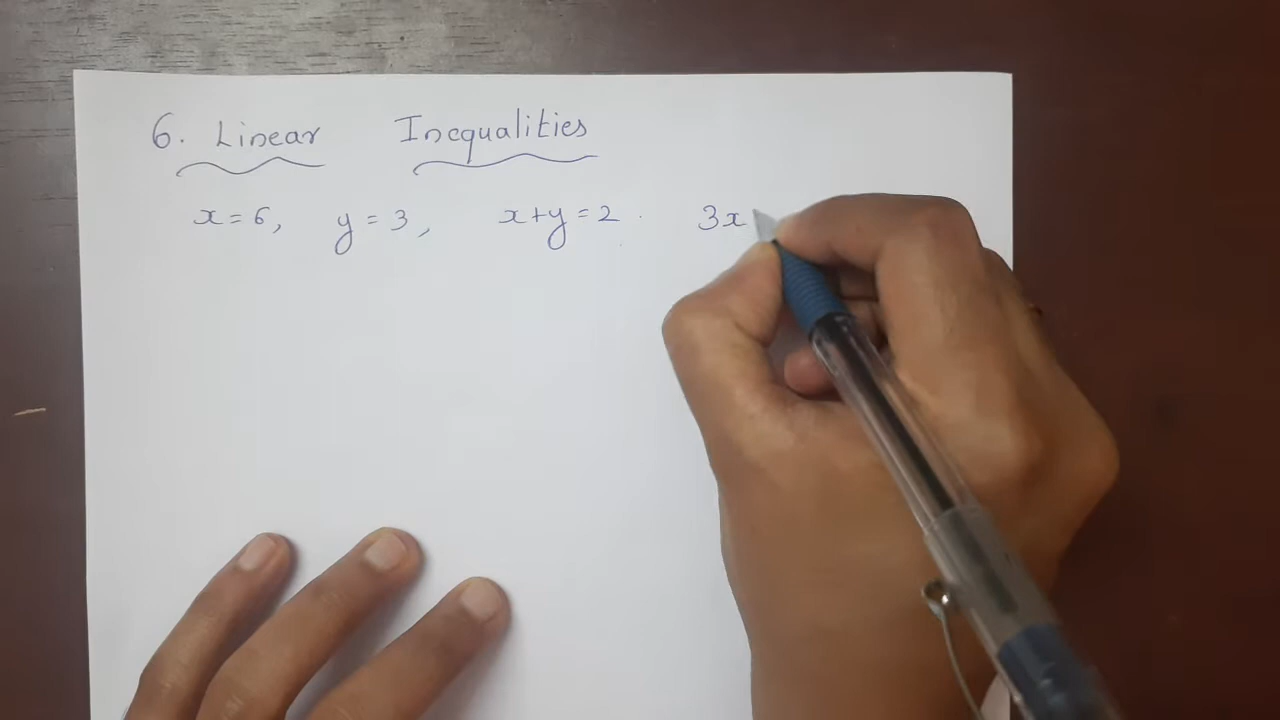 6. Linear Inequalities
x = 6, y = 3, x+y = 2. 3x